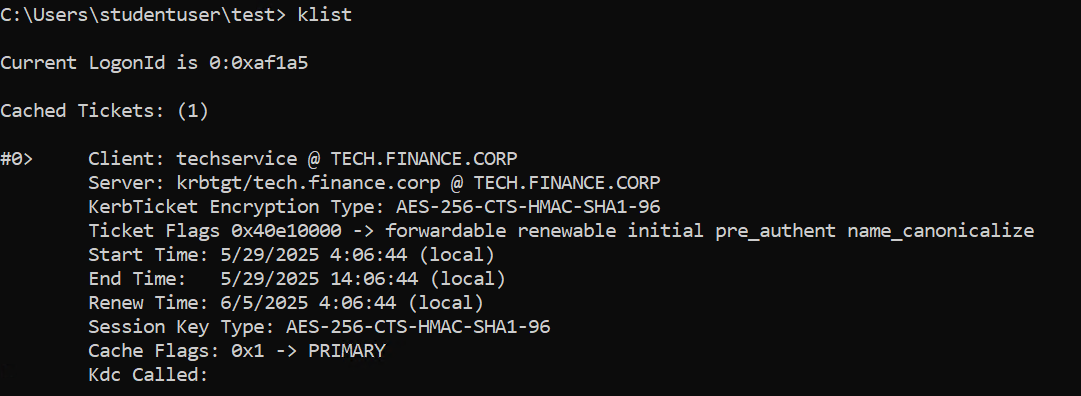 C:\Users\studentuser\test> klist
Current LogonId is 0:0xaf1a5
Cached Tickets: (1)
#0> Client: techservice @ TECH.FINANCE.CORP
Server: krbtgt/tech.finance.corp @ TECH.FINANCE.CORP
KerbTicket Encryption Type: AES-256-CTS-HMAC-SHA1-96
Ticket Flags 0x40e10000 -> forwardable renewable initial pre_authent name_canonicalize
Start Time: 5/29/2025 4:06:44 (local)
End Time: 5/29/2025 14:06:44 (local)
Renew Time: 6/5/2025 4:06:44 (local)
Session Key Type: AES-256-CTS-HMAC-SHA1-96
Cache Flags: 0x1 -> PRIMARY
Kdc Called: